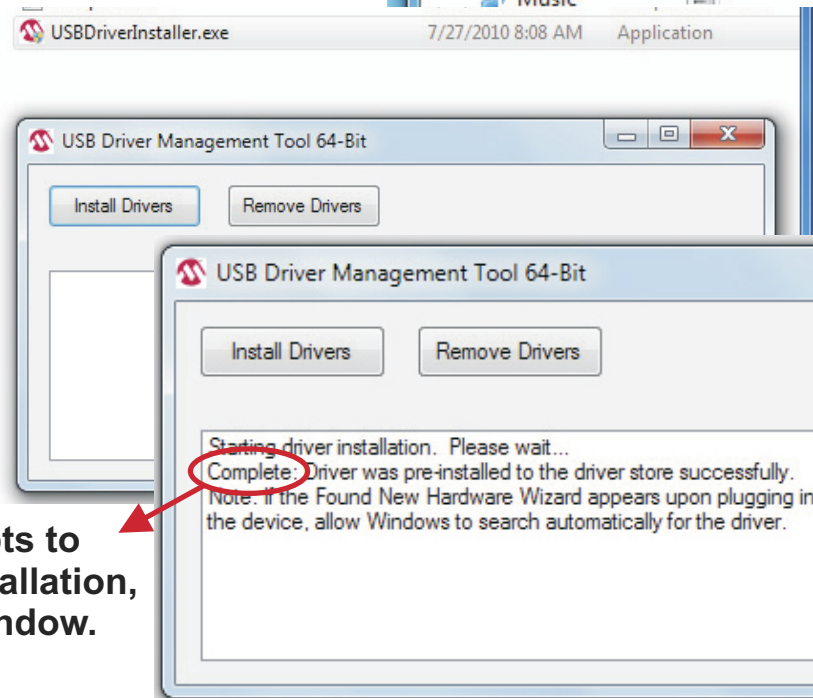 Music
USBDriverInstaller.exe 7/27/2010 8:08 AM Application
USB Driver Management Tool 64-Bit
Install Drivers Remove Drivers
USB Driver Management Tool 64-Bit
Install Drivers Remove Drivers
Starting driver installation. Please wait...
Complete: Driver was pre-installed to the driver store successfully.
Note: If the Found New Hardware Wizard appears upon plugging in
the device, allow Windows to search automatically for the driver.
to